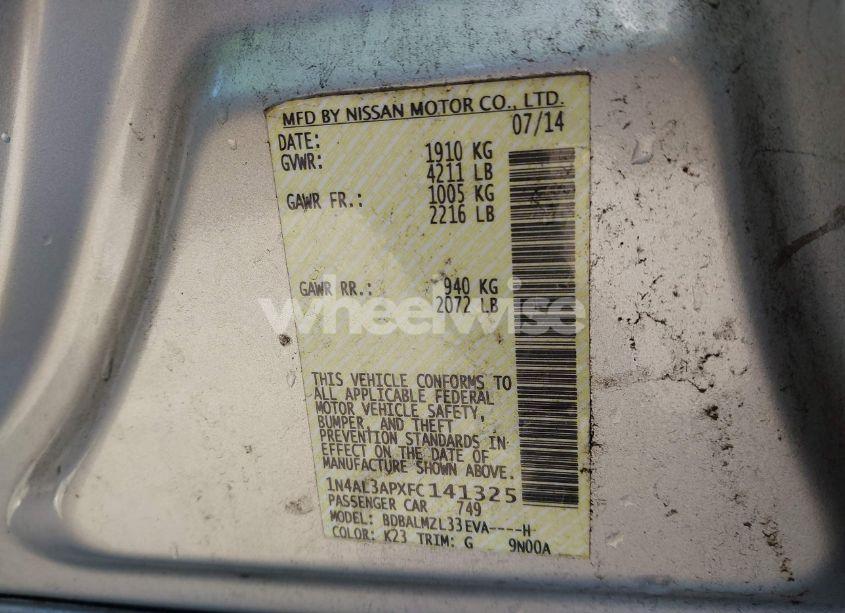 MFD BY NISSAN MOTOR CO., LTD.
DATE: 07/14
GVWR: 1910 KG
4211 LB
GAWR FR.: 1005 KG
2216 LB
GAWR RR.: 940 KG
2072 LB
wheelwise
THIS VEHICLE CONFORMS TO
ALL APPLICABLE FEDERAL
MOTOR VEHICLE SAFETY,
BUMPER, AND THEFT
PREVENTION STANDARDS IN
EFFECT ON THE DATE OF
MANUFACTURE SHOWN ABOVE.
1N4AL3APXFC141325
PASSENGER CAR 749
MODEL: BDBALMZL33EVA----H-
COLOR: K23 TRIM: G 9N00A